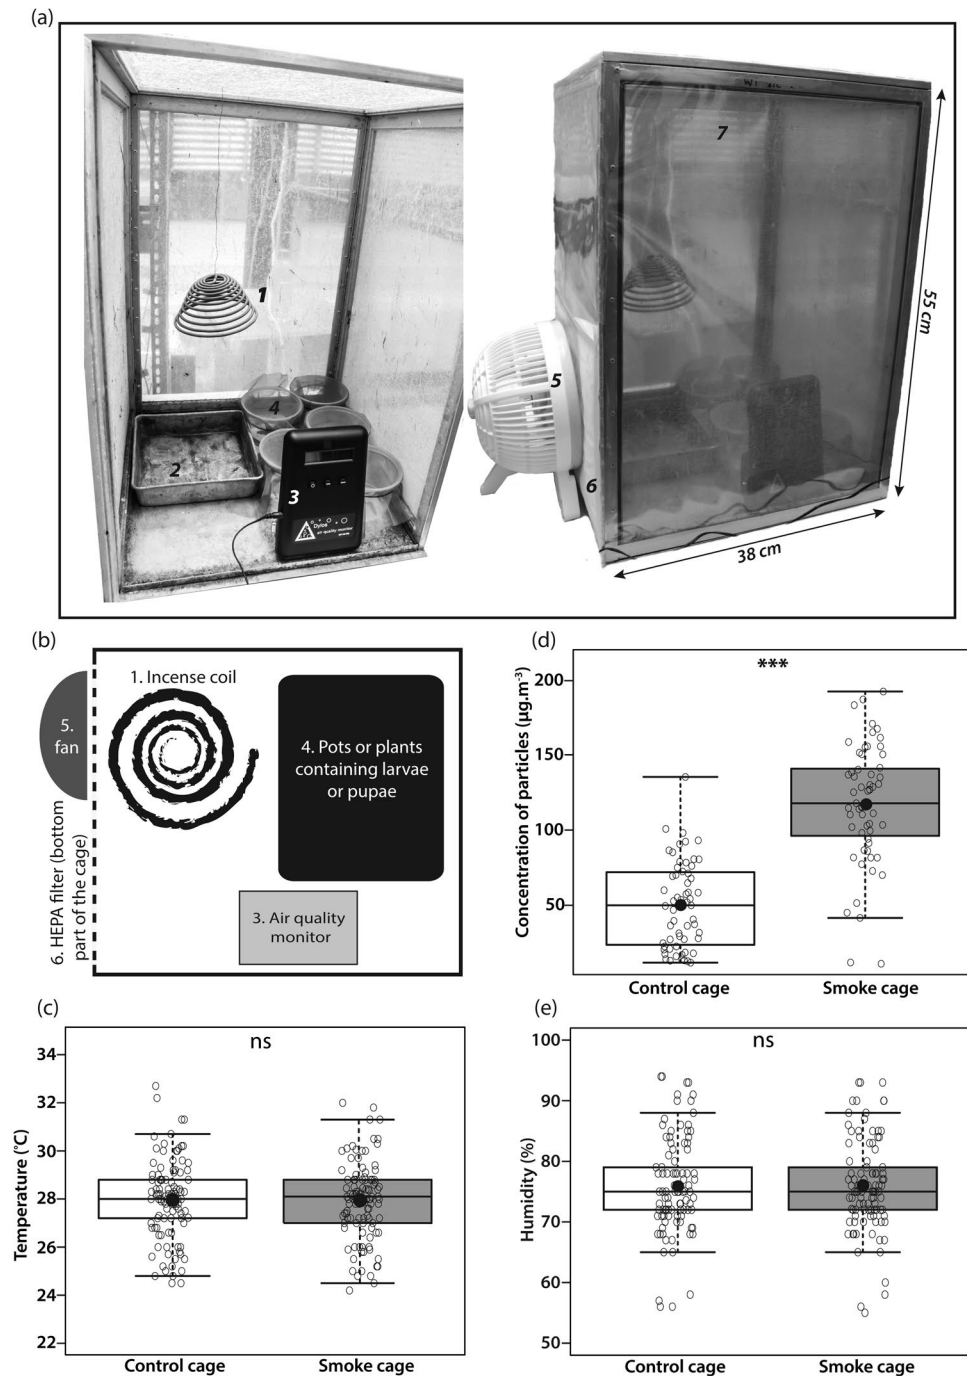 (a)
7
1
4
2
3
Dylos
air quality monitor
5
6
55 cm
38 cm
(b)
1. Incense coil
5.
fan
4. Pots or plants
containing larvae
or pupae
3. Air quality
monitor
6. HEPA filter (bottom
part of the cage)
(d)
***
Concentration of particles (µg.m⁻³)
200
150
100
50
Control cage
Smoke cage
(c)
ns
Temperature (°C)
34
32
30
28
26
24
22
Control cage
Smoke cage
(e)
ns
Humidity (%)
100
90
80
70
60
50
Control cage
Smoke cage